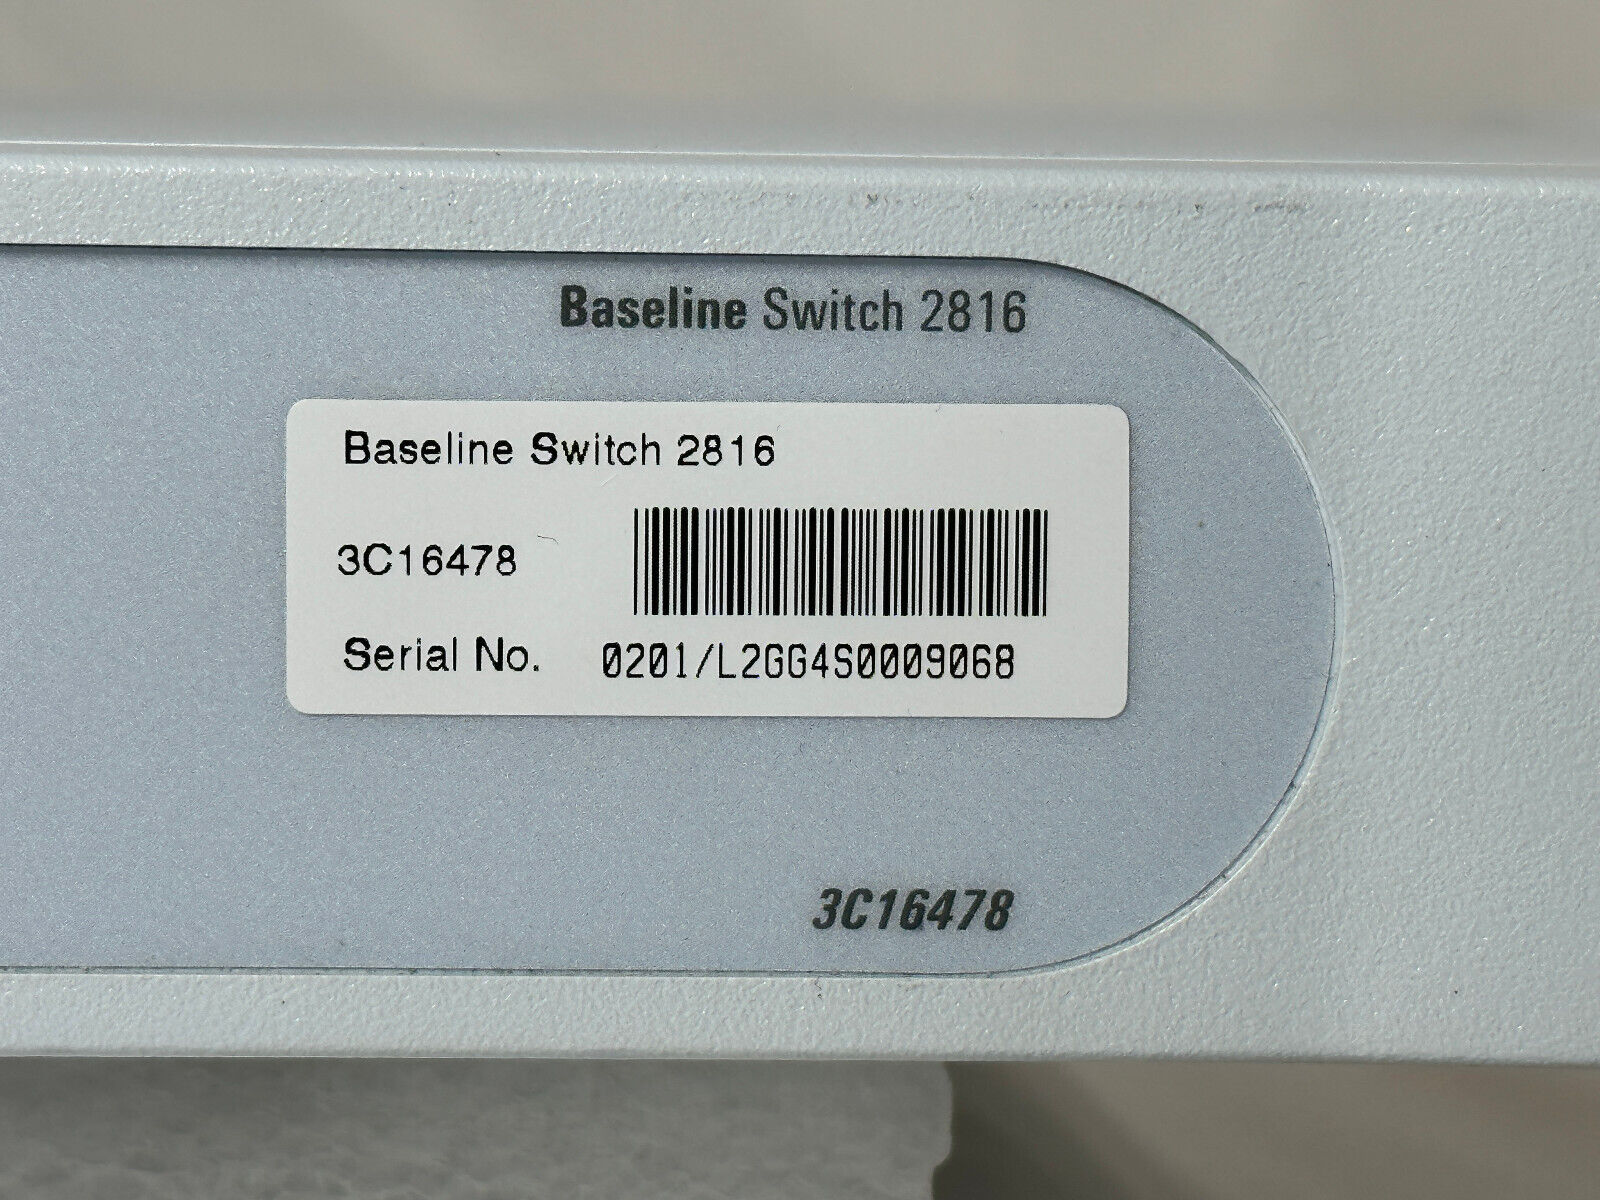 Baseline Switch 2816
Baseline Switch 2816
3C16478
Serial No. 0201/L2GG4S0009068
3C16478